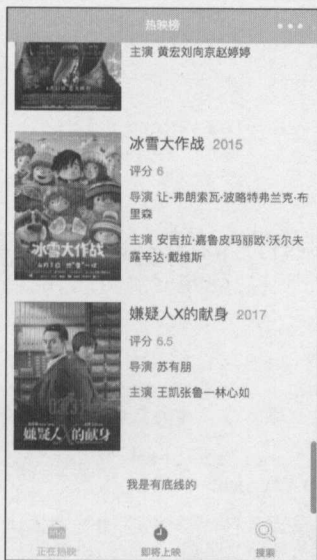 热映榜
主演 黄宏刘向京赵婷婷
冰雪大作战 2015
评分 6
导演 让-弗朗索瓦·波略特弗兰克·布
里森
主演 安吉拉·嘉鲁皮玛丽欧·沃尔夫
露辛达·戴维斯
冰雪大作战
嫌疑人X的献身 2017
评分 6.5
导演 苏有朋
主演 王凯张鲁一林心如
0331
嫌疑人X的献身
我是有底线的
正在热映
即将上映
搜索